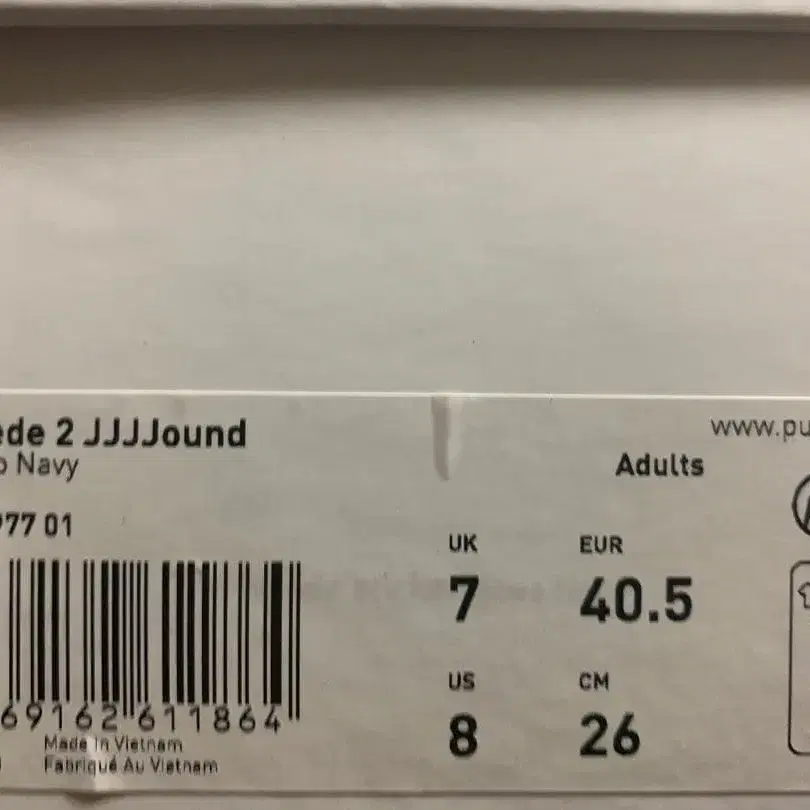 ede 2 JJJJound
o Navy
977 01
69162 611864
Made in Vietnam
Fabriqué Au Vietnam
www.pu
Adults
UK
7
EUR
40.5
US
8
CM
26